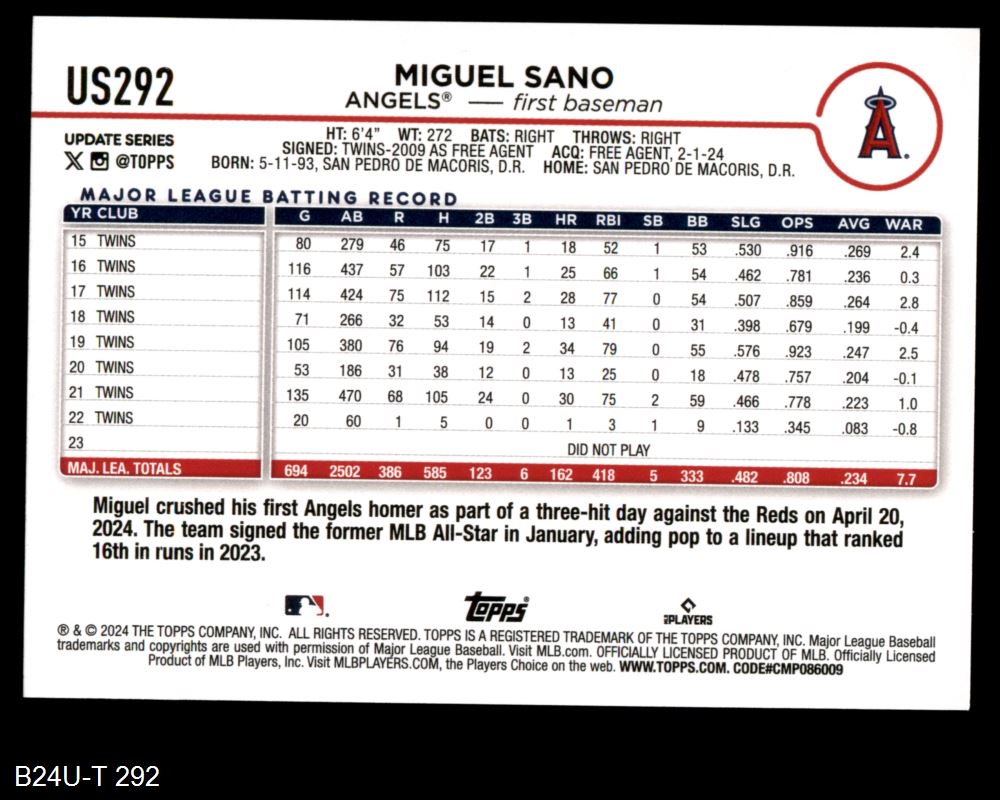 US292
MIGUEL SANO
ANGELS® — first baseman
A
UPDATE SERIES
@TOPPS
HT: 6'4" WT: 272 BATS: RIGHT THROWS: RIGHT
SIGNED: TWINS-2009 AS FREE AGENT ACQ: FREE AGENT, 2-1-24
BORN: 5-11-93, SAN PEDRO DE MACORIS, D.R. HOME: SAN PEDRO DE MACORIS, D.R.
MAJOR LEAGUE BATTING RECORD
YR CLUB G AB R H 2B 3B HR RBI SB BB SLG OPS AVG WAR
15 TWINS 80 279 46 75 17 1 18 52 1 53 .530 .916 .269 2.4
16 TWINS 116 437 57 103 22 1 25 66 1 54 .462 .781 .236 0.3
17 TWINS 114 424 75 112 15 2 28 77 0 54 .507 .859 .264 2.8
18 TWINS 71 266 32 53 14 0 13 41 0 31 .398 .679 .199 -0.4
19 TWINS 105 380 76 94 19 2 34 79 0 55 .576 .923 .247 2.5
20 TWINS 53 186 31 38 12 0 13 25 0 18 .478 .757 .204 -0.1
21 TWINS 135 470 68 105 24 0 30 75 2 59 .466 .778 .223 1.0
22 TWINS 20 60 1 5 0 0 1 3 1 9 .133 .345 .083 -0.8
23 DID NOT PLAY
MAJ. LEA. TOTALS 694 2502 386 585 123 6 162 418 5 333 .482 .808 .234 7.7
Miguel crushed his first Angels homer as part of a three-hit day against the Reds on April 20,
2024. The team signed the former MLB All-Star in January, adding pop to a lineup that ranked
16th in runs in 2023.
Topps®
MLBPLAYERS
® & © 2024 THE TOPPS COMPANY, INC. ALL RIGHTS RESERVED. TOPPS IS A REGISTERED TRADEMARK OF THE TOPPS COMPANY, INC. Major League Baseball
trademarks and copyrights are used with permission of Major League Baseball. Visit MLB.com. OFFICIALLY LICENSED PRODUCT OF MLB. Officially Licensed
Product of MLB Players, Inc. Visit MLBPLAYERS.COM, the Players Choice on the web. WWW.TOPPS.COM. CODE#CMP086009
B24U-T 292